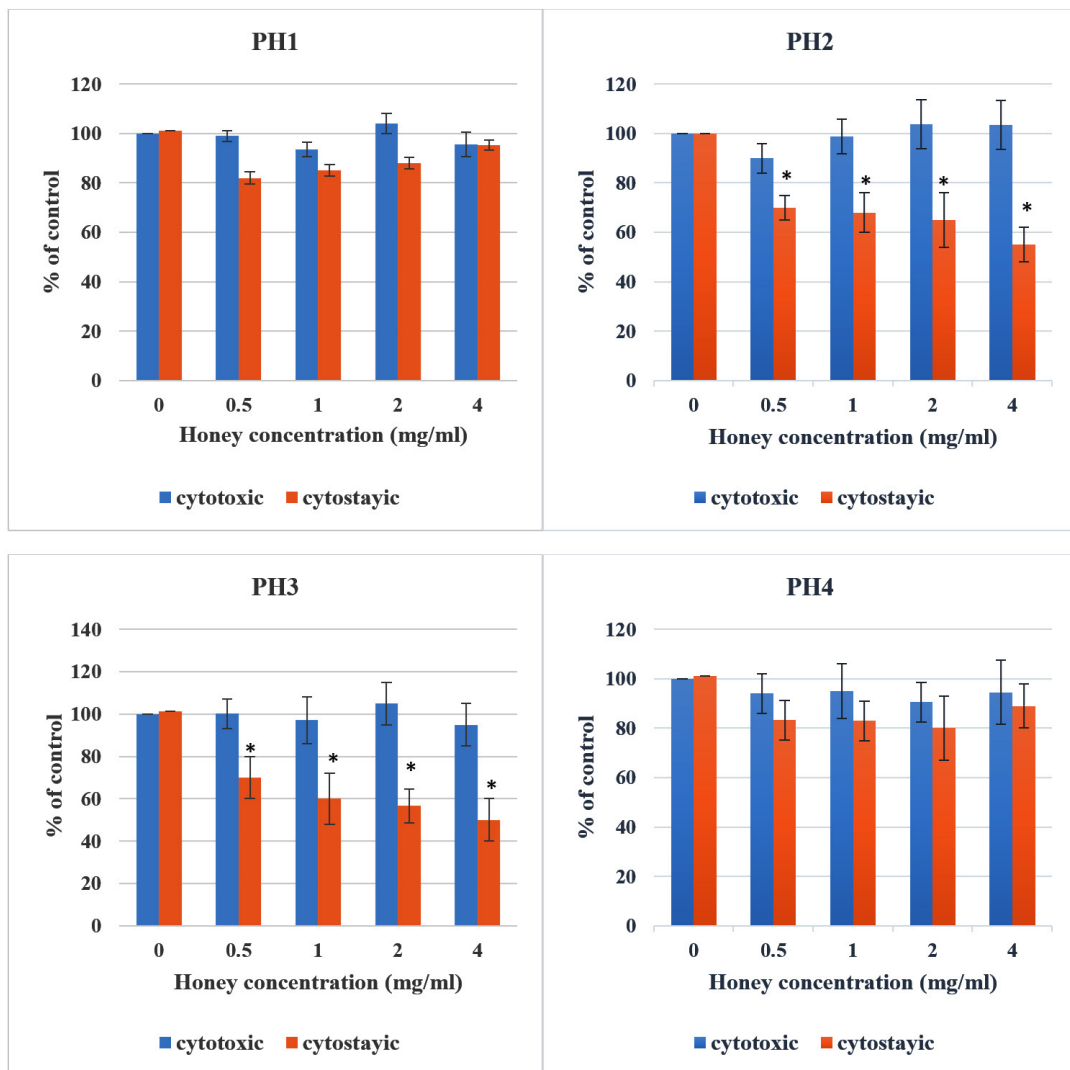 PH1
120
100
80
60
40
20
0
% of control
0 0.5 1 2 4
Honey concentration (mg/ml)
cytotoxic cytostayic
PH2
120
100
80
60
40
20
0
% of control
* * * *
0 0.5 1 2 4
Honey concentration (mg/ml)
cytotoxic cytostayic
PH3
140
120
100
80
60
40
20
0
% of control
* * * *
0 0.5 1 2 4
Honey concentration (mg/ml)
cytotoxic cytostayic
PH4
120
100
80
60
40
20
0
% of control
0 0.5 1 2 4
Honey concentration (mg/ml)
cytotoxic cytostayic